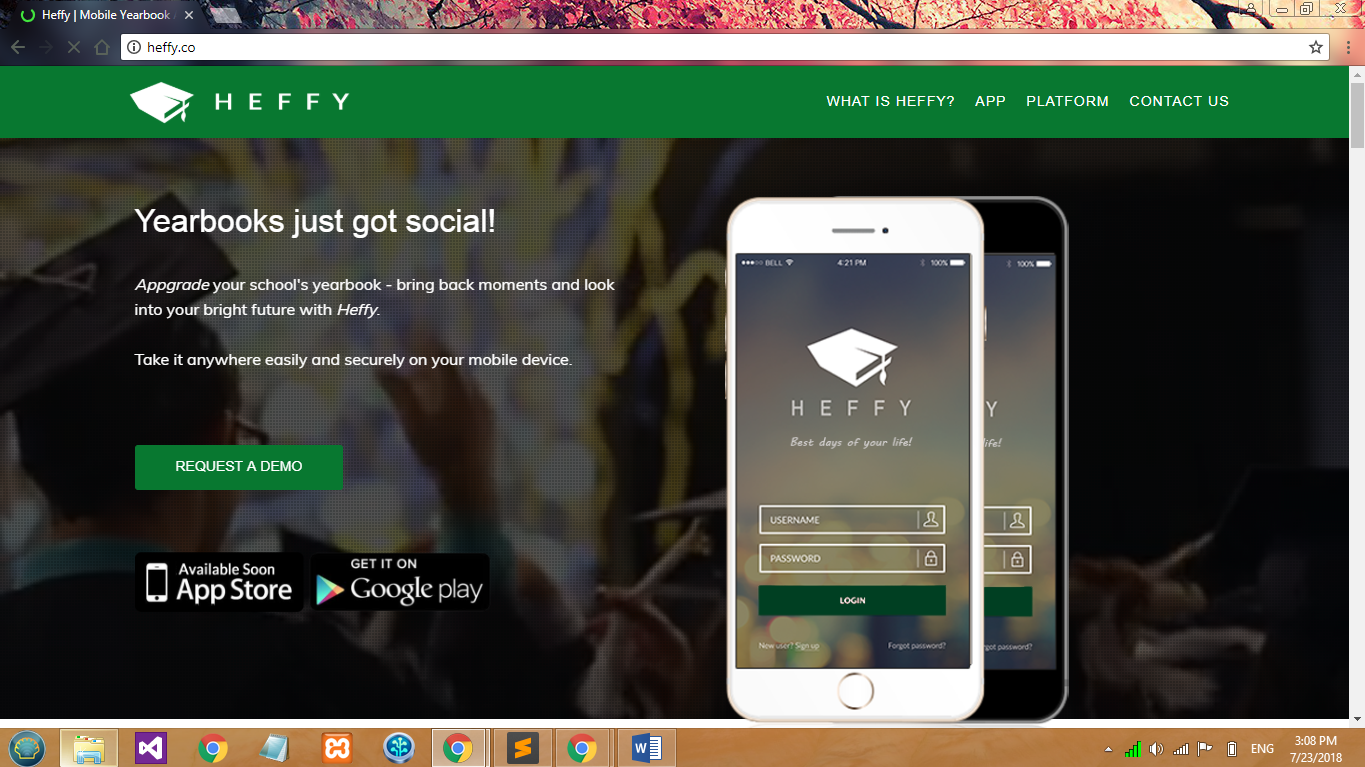 Heffy | Mobile Yearbook
heffy.co
HEFFY
WHAT IS HEFFY? APP PLATFORM CONTACT US
Yearbooks just got social!
Appgrade your school's yearbook - bring back moments and look
into your bright future with Heffy.
Take it anywhere easily and securely on your mobile device.
REQUEST A DEMO
Available Soon
App Store
GET IT ON
Google play
BELL 4:21 PM 100%
100%
HEFFY
Y
Best days of your life!
life!
USERNAME
PASSWORD
LOGIN
New user? Sign up Forgot password?
got password?
ENG
3:08 PM
7/23/2018